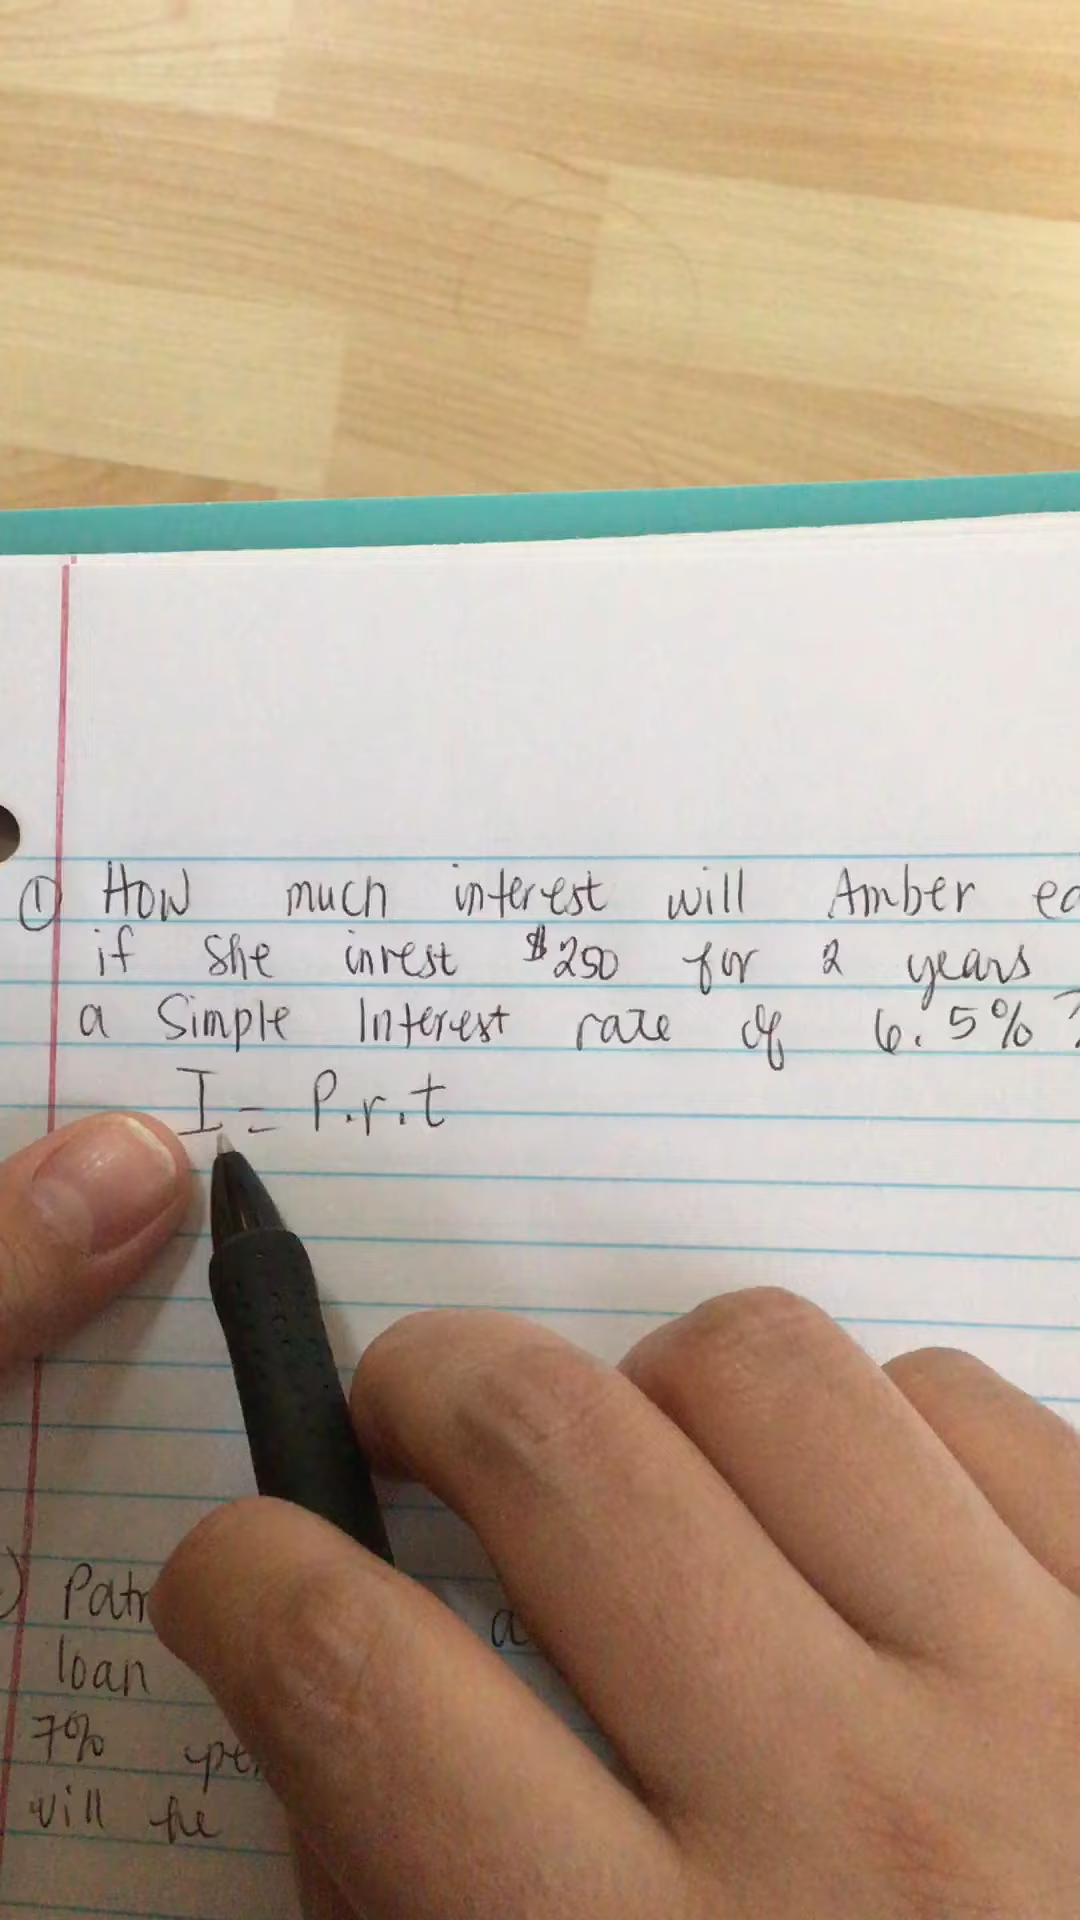 ① How much interest will Amber ea
if she invest $250 for 2 years
a Simple Interest rate of 6.5%?
I = P.r.t
Patr a
loan
7% per
will he